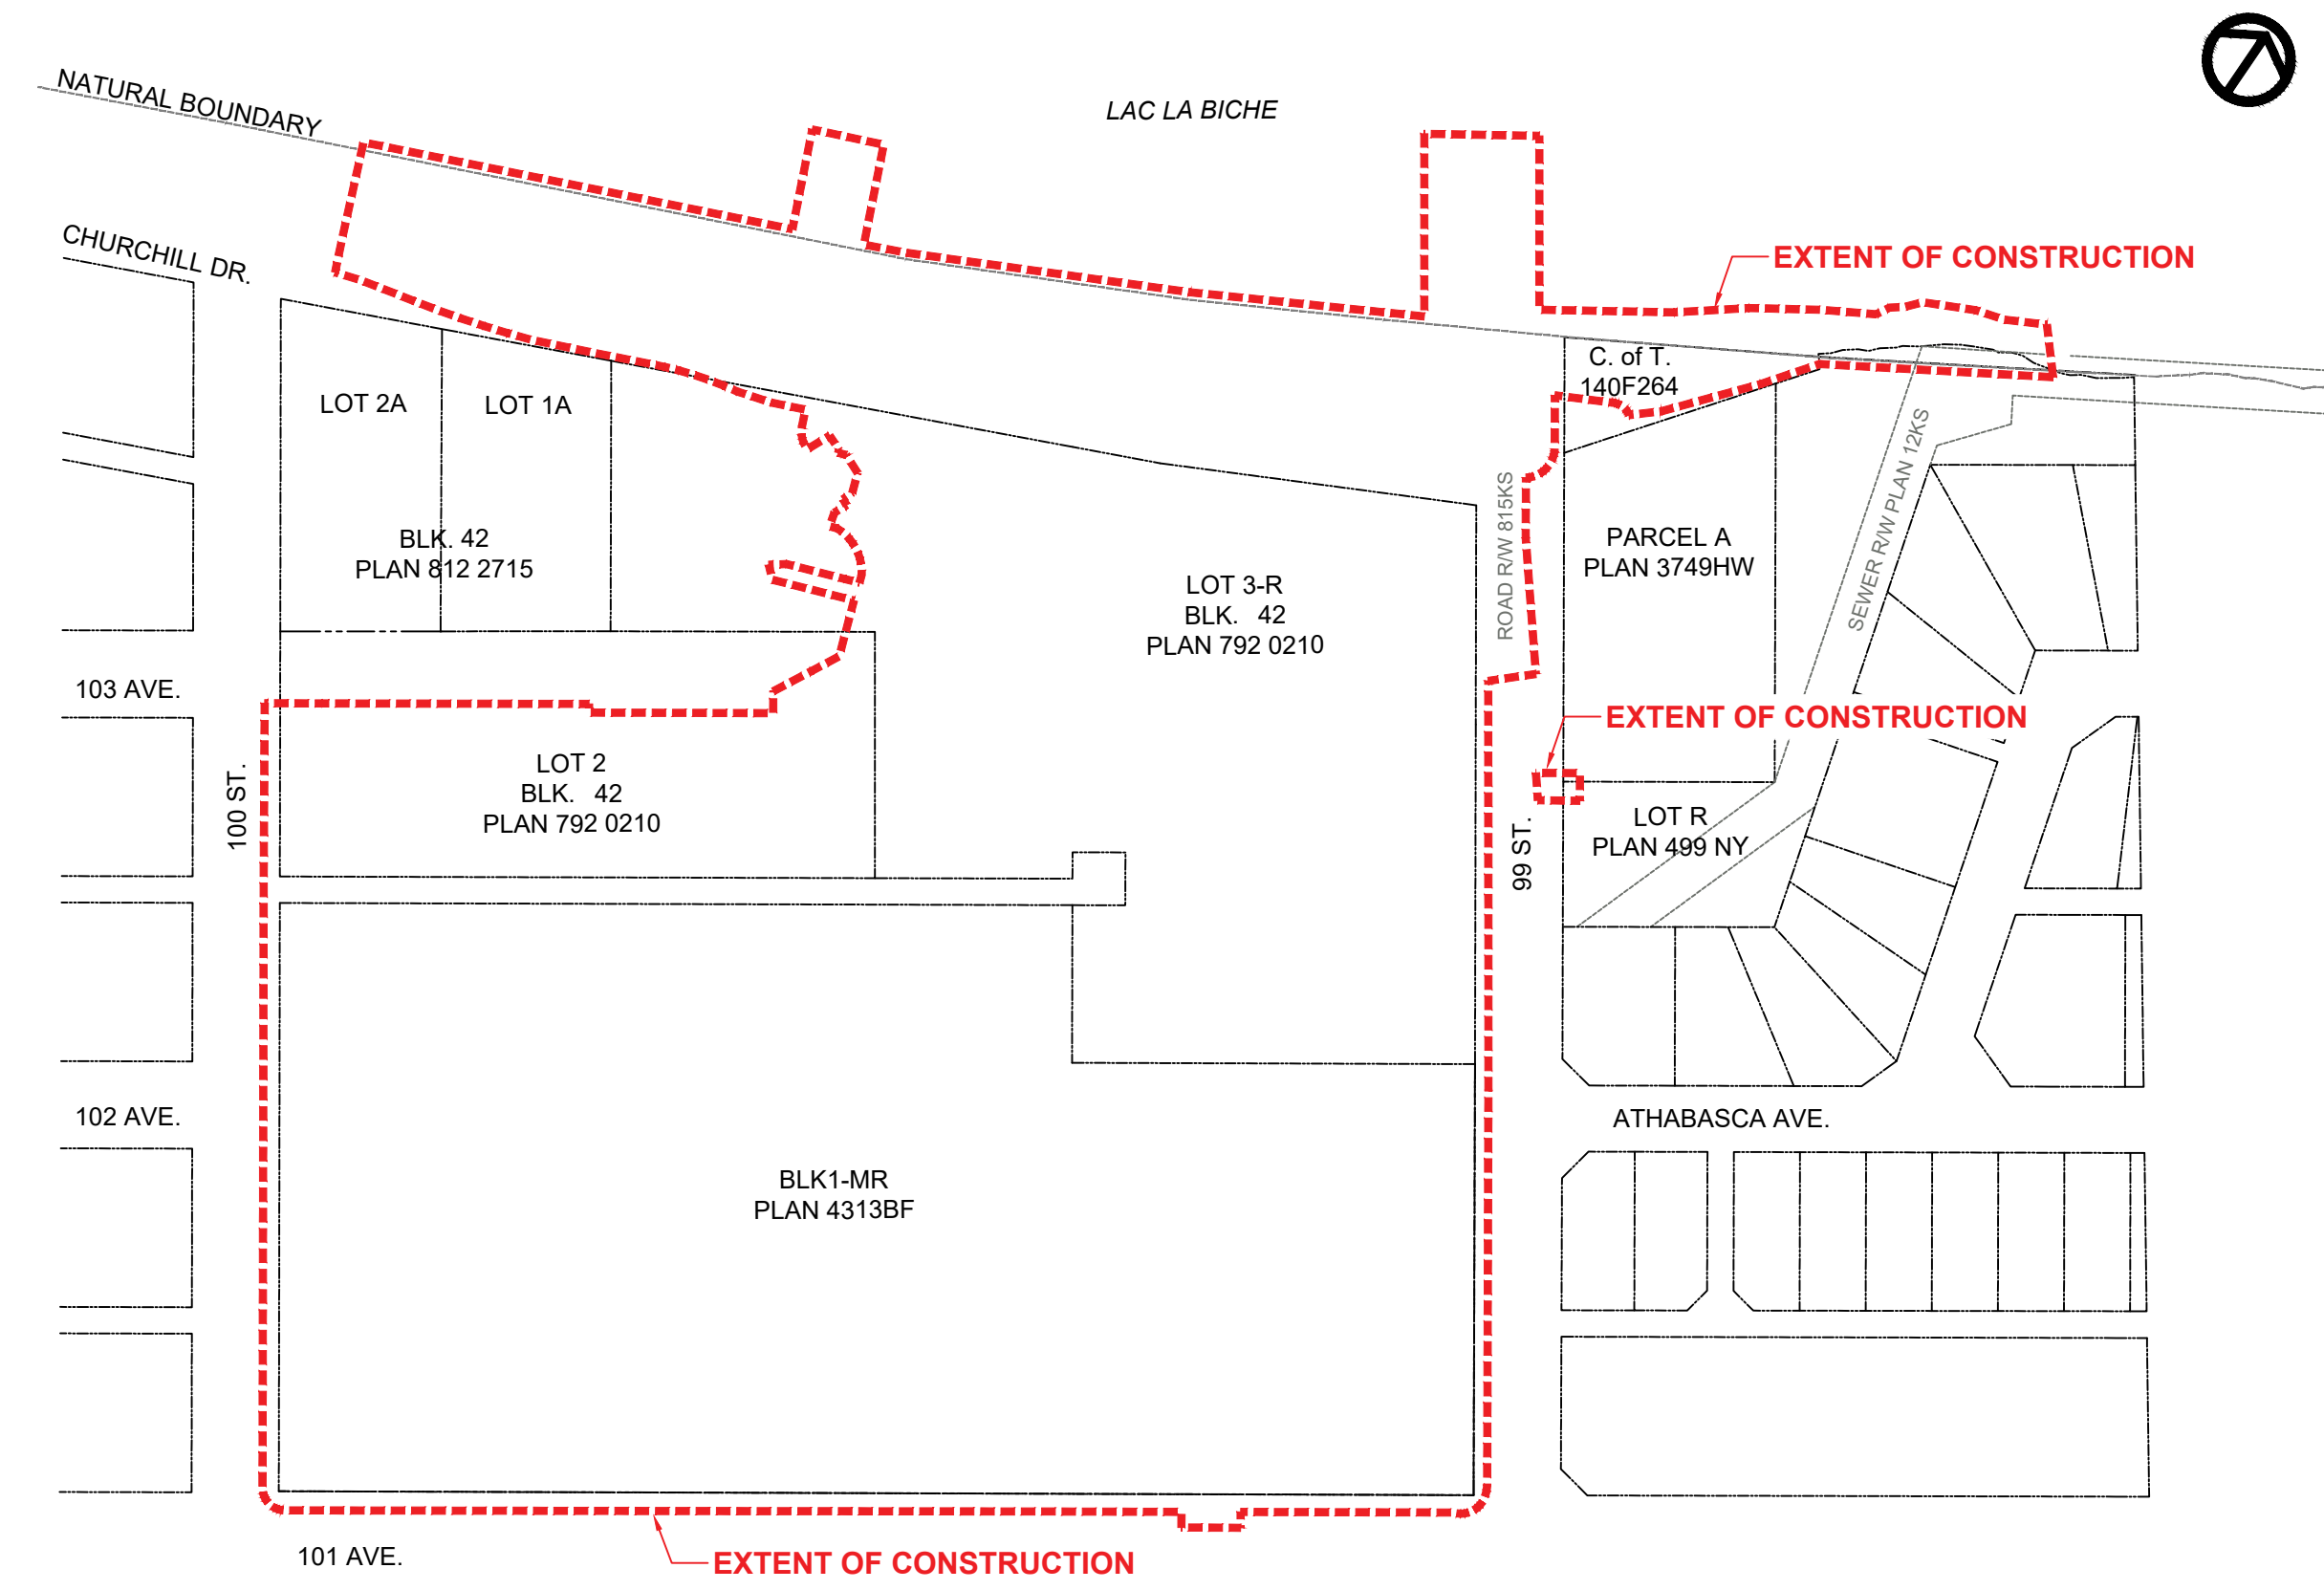 NATURAL BOUNDARY
LAC LA BICHE
CHURCHILL DR.
EXTENT OF CONSTRUCTION
C. of T.
140F264
LOT 2A
LOT 1A
BLK. 42
PLAN 812 2715
LOT 3-R
BLK. 42
PLAN 792 0210
ROAD R/W 815KS
PARCEL A
PLAN 3749HW
SEWER R/W PLAN 12KS
103 AVE.
EXTENT OF CONSTRUCTION
LOT 2
BLK. 42
PLAN 792 0210
100 ST.
99 ST.
LOT R
PLAN 499 NY
102 AVE.
ATHABASCA AVE.
BLK1-MR
PLAN 4313BF
101 AVE.
EXTENT OF CONSTRUCTION